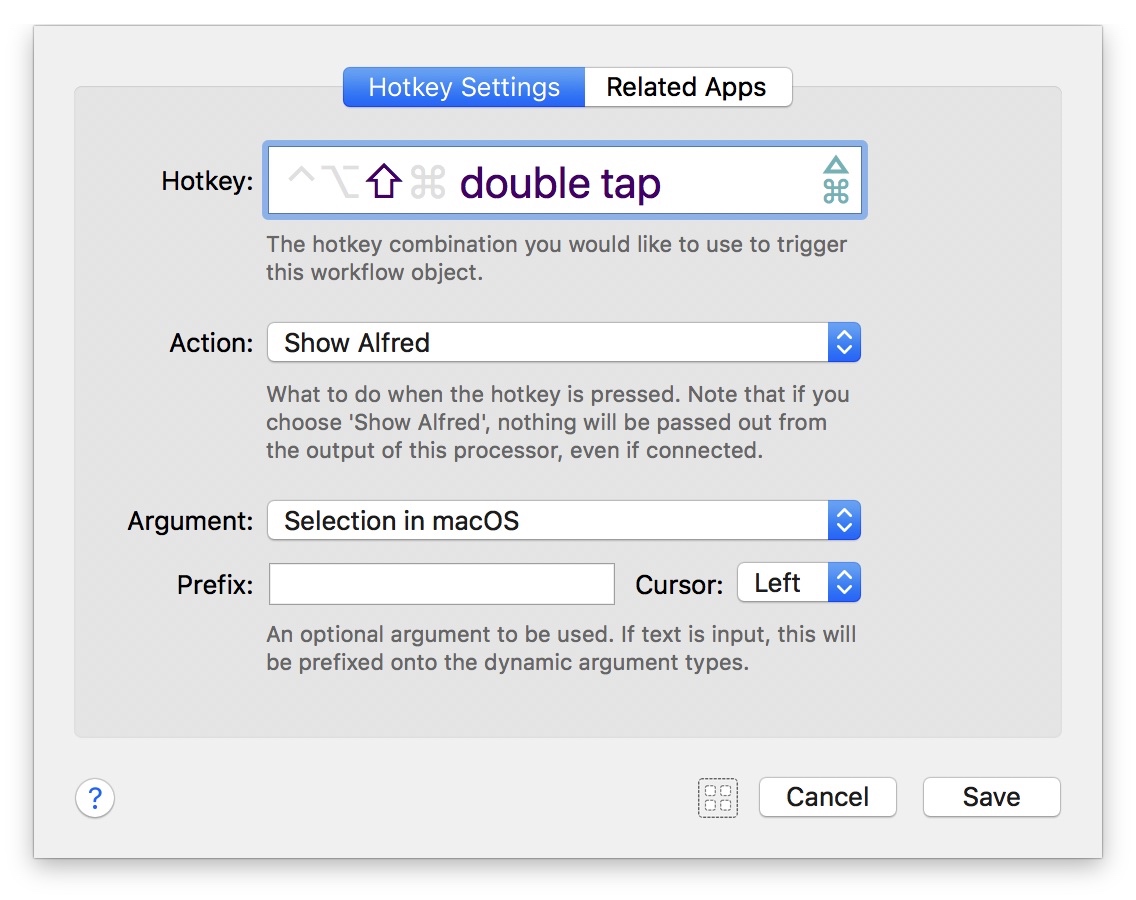 Hotkey Settings Related Apps
Hotkey: ^⌥⇧⌘ double tap
The hotkey combination you would like to use to trigger
this workflow object.
Action: Show Alfred
What to do when the hotkey is pressed. Note that if you
choose 'Show Alfred', nothing will be passed out from
the output of this processor, even if connected.
Argument: Selection in macOS
Prefix: Cursor: Left
An optional argument to be used. If text is input, this will
be prefixed onto the dynamic argument types.
? Cancel Save